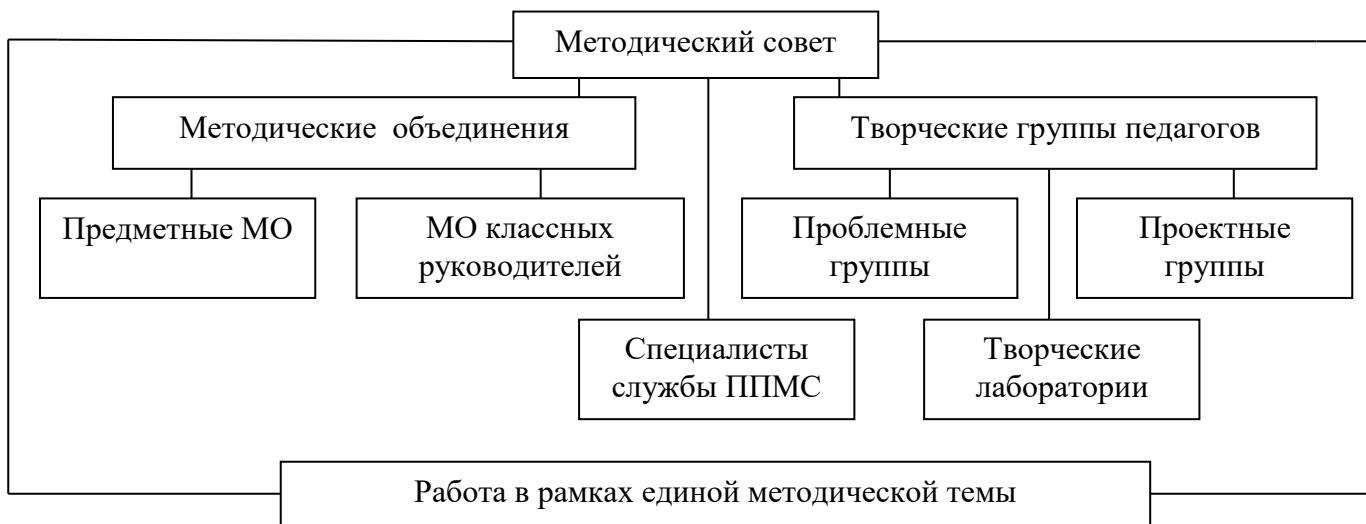 Методический совет
Методические объединения
Творческие группы педагогов
Предметные МО
МО классных
руководителей
Проблемные
группы
Проектные
группы
Специалисты
службы ППМС
Творческие
лаборатории
Работа в рамках единой методической темы